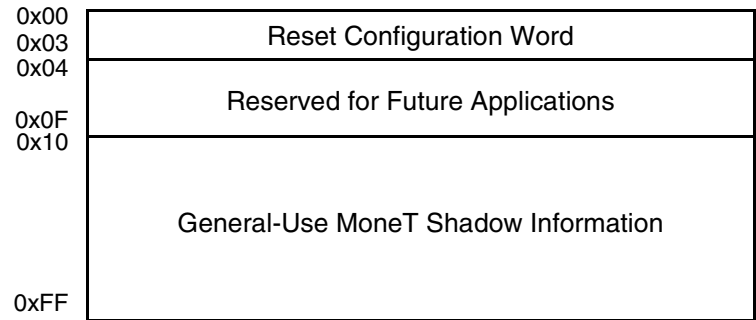 0x00
0x03
Reset Configuration Word
0x04
Reserved for Future Applications
0x0F
0x10
General-Use MoneT Shadow Information
0xFF